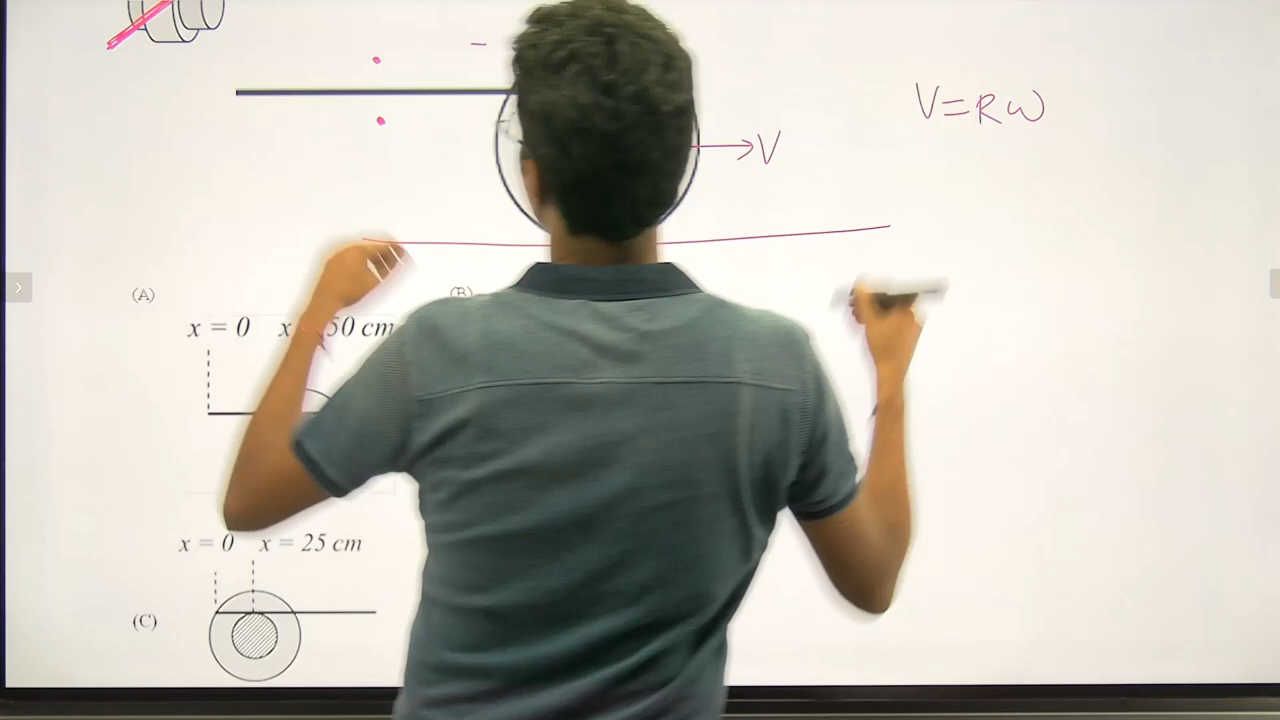 V=Rω
V
(A)
x = 0 x 50 cm
x = 0 x = 25 cm
(C)